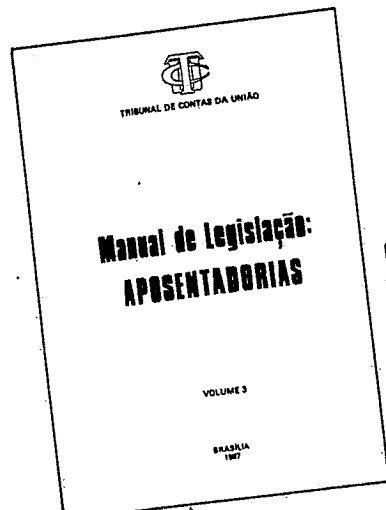 TRIBUNAL DE CONTAS DA UNIÃO
Manual de Legislação:
APOSENTADORIAS
VOLUME 3
BRASÍLIA
1987